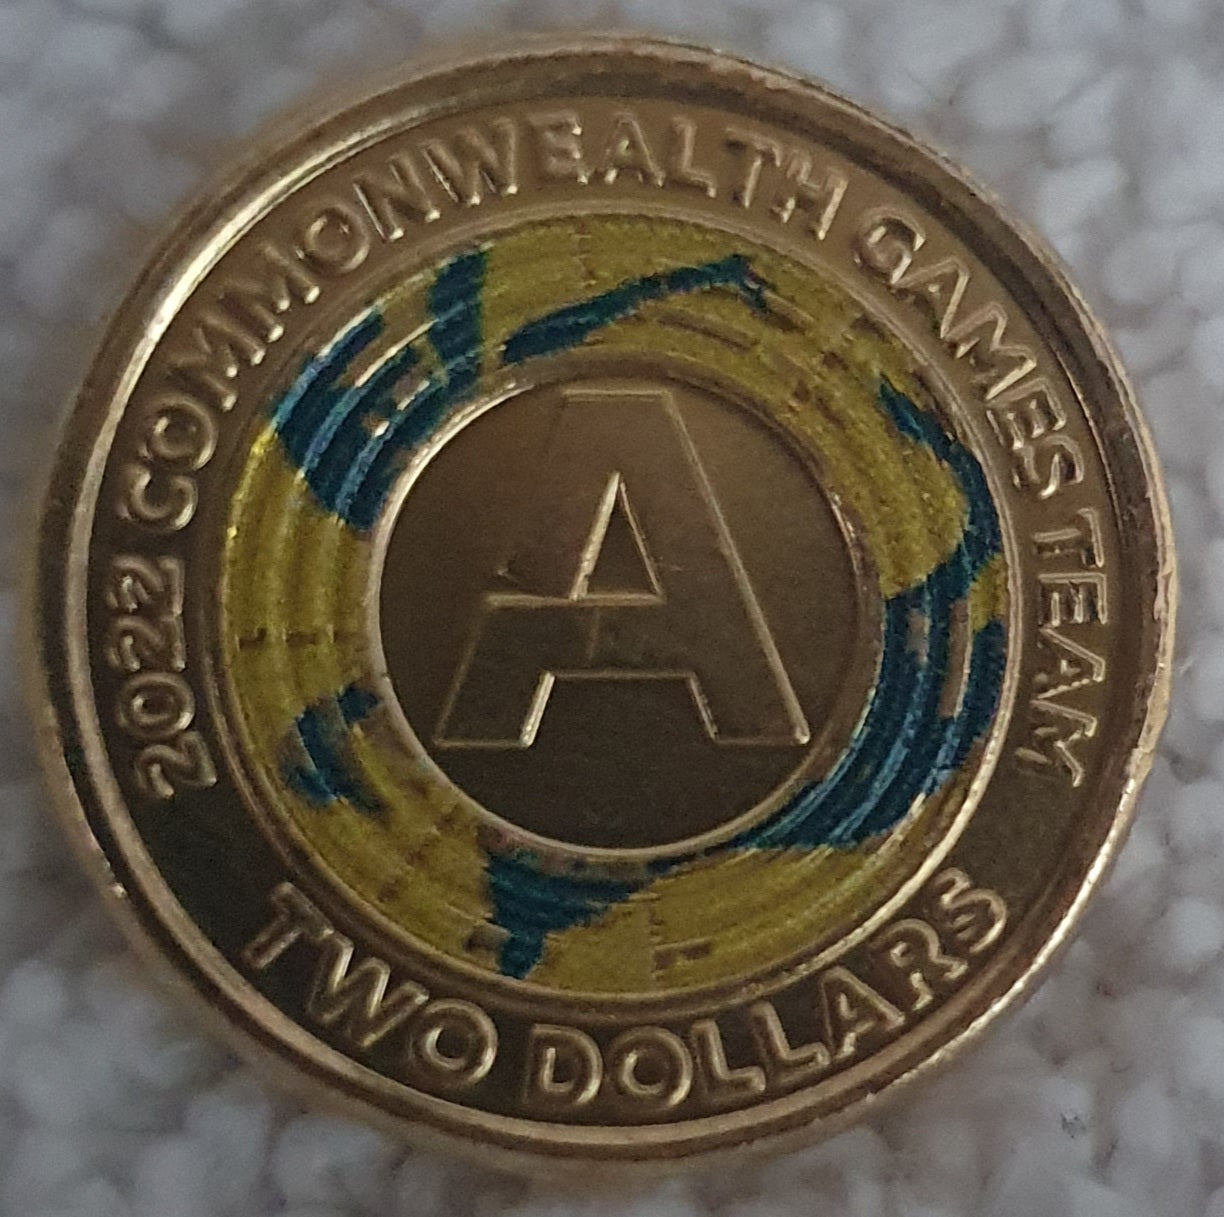 2022 COMMONWEALTH GAMES TEAM
A
TWO DOLLARS